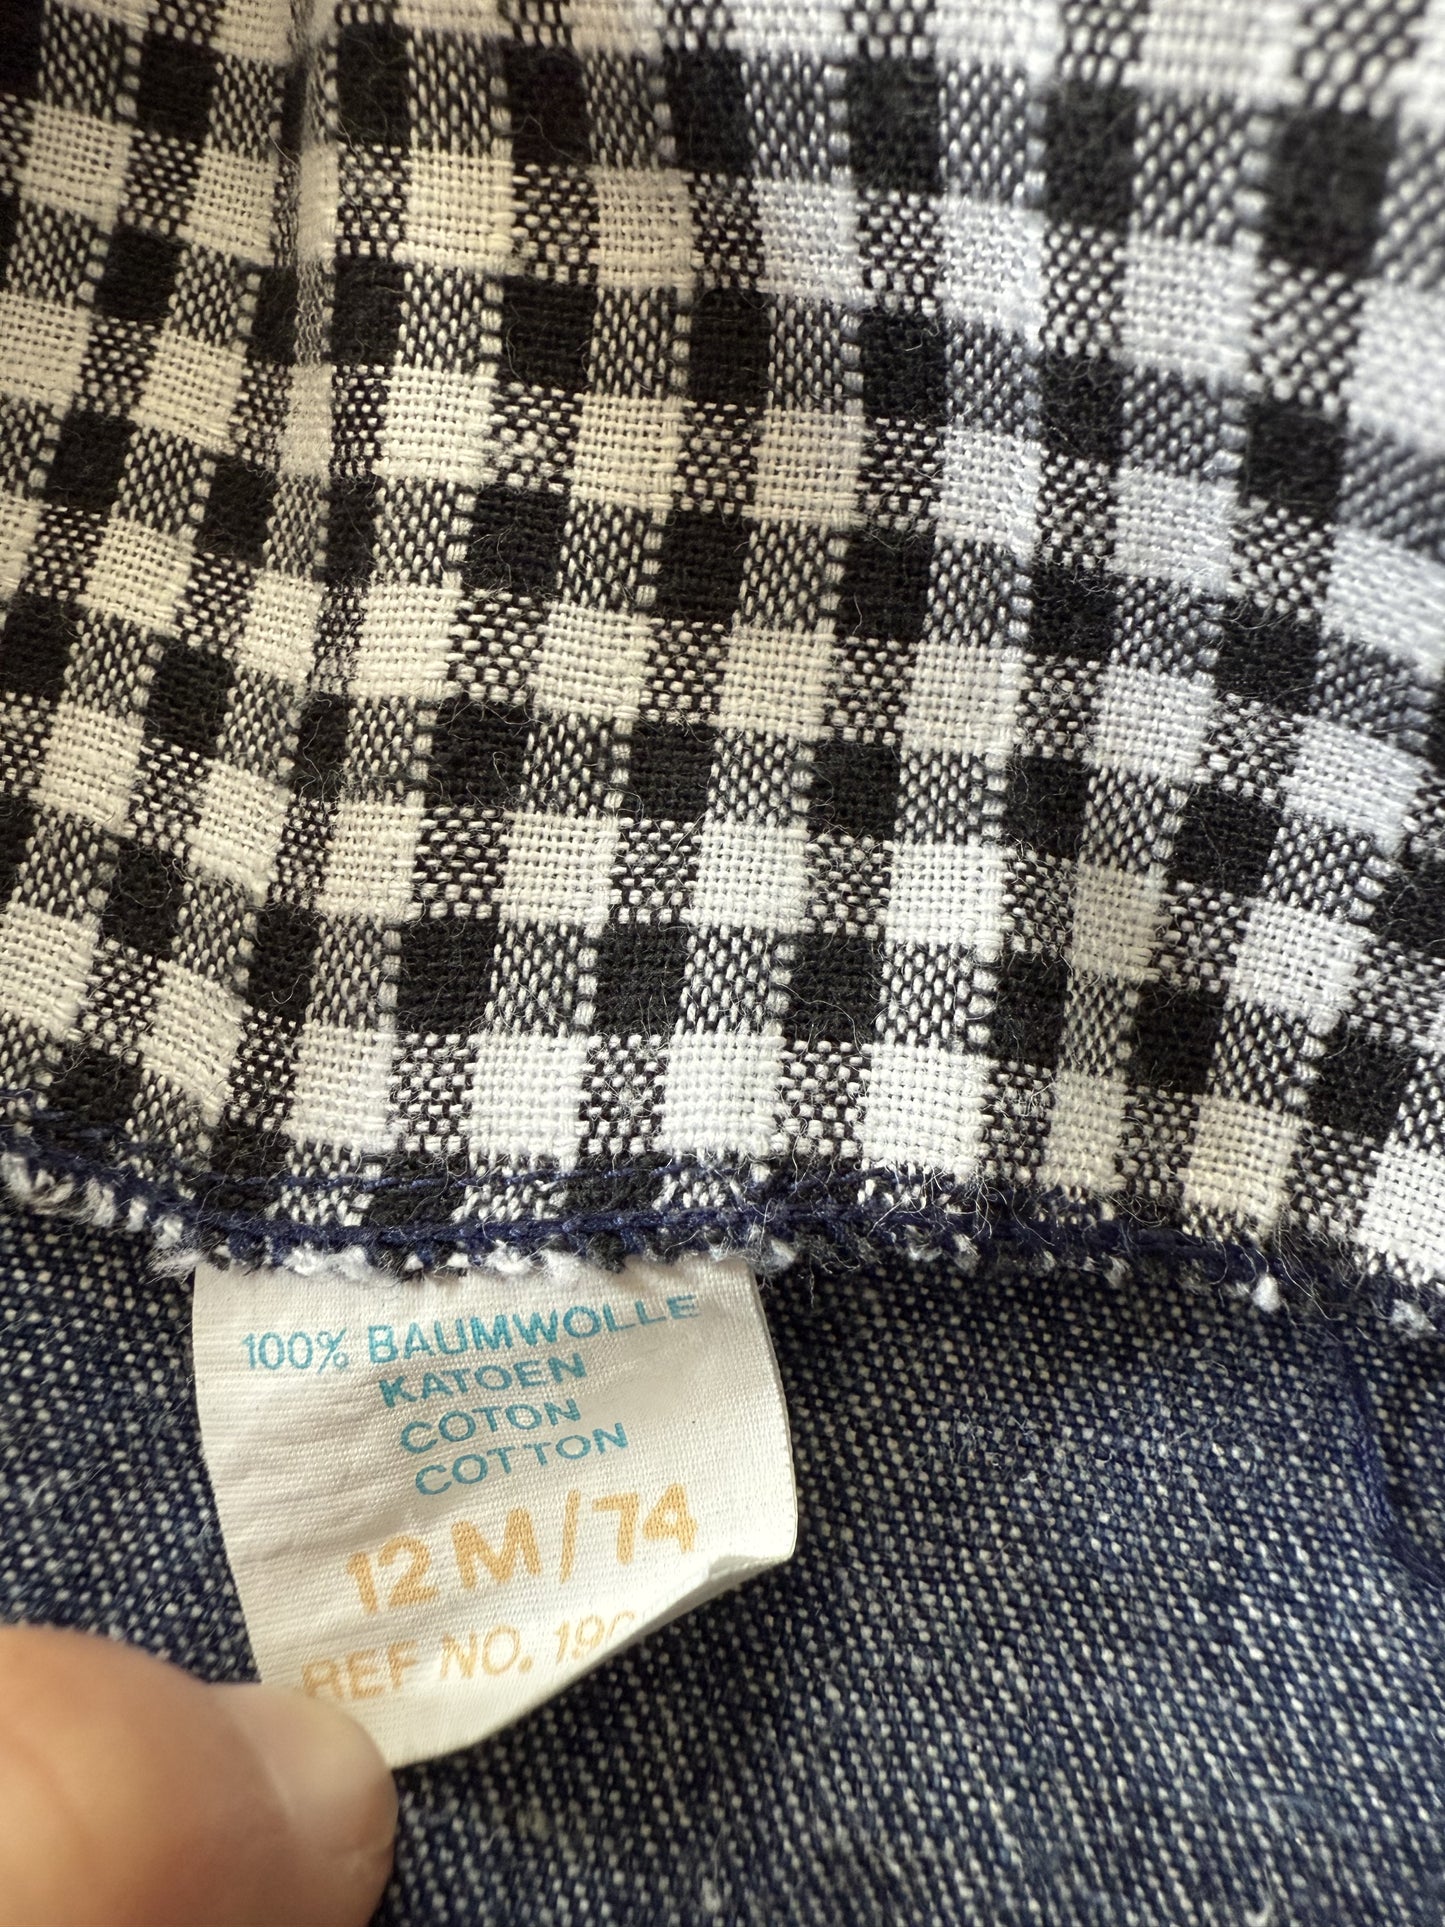 100% BAUMWOLLE
KATOEN
COTON
COTTON
12M/74
REF NO.